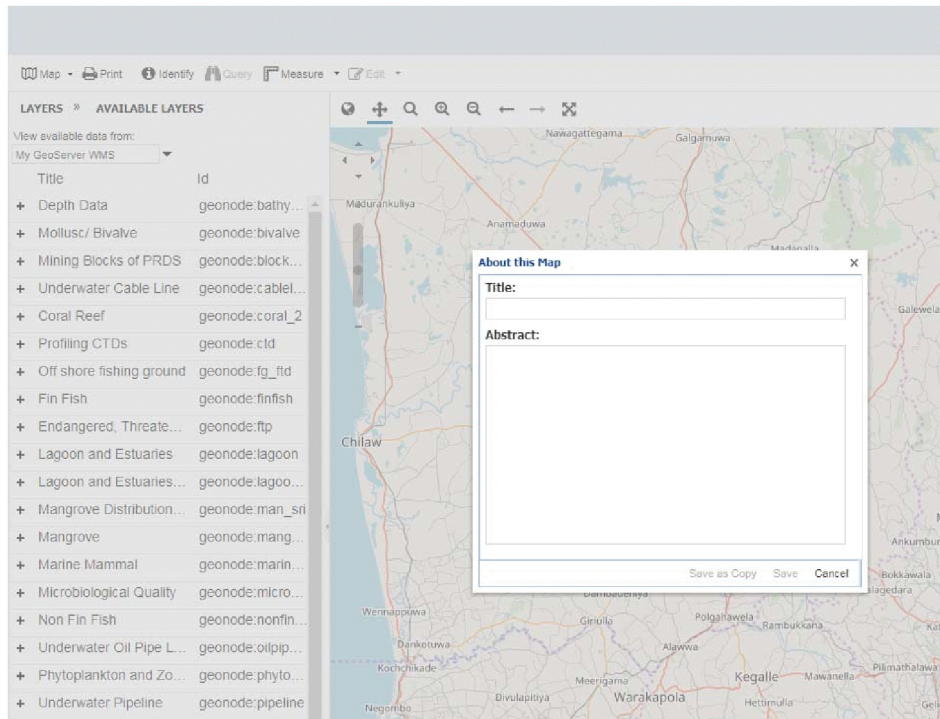 Map Print Identify Query Measure Edit
LAYERS » AVAILABLE LAYERS
View available data from:
My GeoServer WMS
Title Id
+ Depth Data geonode:bathy...
+ Mollusc/ Bivalve geonode:bivalve
+ Mining Blocks of PRDS geonode:block...
+ Underwater Cable Line geonode:cablel...
+ Coral Reef geonode:coral_2
+ Profiling CTDs geonode:ctd
+ Off shore fishing ground geonode:fg_ftd
+ Fin Fish geonode:finfish
+ Endangered, Threate... geonode:ftp
+ Lagoon and Estuaries geonode:lagoon
+ Lagoon and Estuaries... geonode:lagoo...
+ Mangrove Distribution... geonode:man_sri
+ Mangrove geonode:mang...
+ Marine Mammal geonode:marin...
+ Microbiological Quality geonode:micro...
+ Non Fin Fish geonode:nonfin...
+ Underwater Oil Pipe L... geonode:oilpip...
+ Phytoplankton and Zo... geonode:phyto...
+ Underwater Pipeline geonode:pipeline
Nawagattegama
Galgamuwa
Madurankuliya
Anamaduwa
Galewela
Chilaw
About this Map
Title:
Abstract:
Save as Copy Save Cancel
Ankumbur
Bokkawala
Wennappuwa
Giriulla
Polgahawela
Rambukkana
Dankotuwa
Alawwa
Kochchikade
Meerigama
Kegalle
Mawanella
Pilimathalawa
Negombo
Divulapitiya
Warakapola
Hettimulla